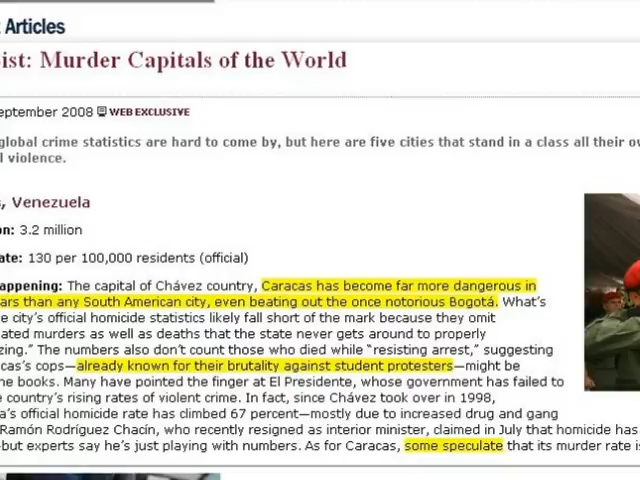 Articles
ist: Murder Capitals of the World
eptember 2008 WEB EXCLUSIVE
global crime statistics are hard to come by, but here are five cities that stand in a class all their ow
l violence.
s, Venezuela
on: 3.2 million
ate: 130 per 100,000 residents (official)
appening: The capital of Chávez country, Caracas has become far more dangerous in
ars than any South American city, even beating out the once notorious Bogotá. What's
e city's official homicide statistics likely fall short of the mark because they omit
ated murders as well as deaths that the state never gets around to properly
zing." The numbers also don't count those who died while "resisting arrest," suggesting
cas's cops—already known for their brutality against student protesters—might be
he books. Many have pointed the finger at El Presidente, whose government has failed to
e country's rising rates of violent crime. In fact, since Chávez took over in 1998,
a's official homicide rate has climbed 67 percent—mostly due to increased drug and gang
Ramón Rodríguez Chacín, who recently resigned as interior minister, claimed in July that homicide has
-but experts say he's just playing with numbers. As for Caracas, some speculate that its murder rate is